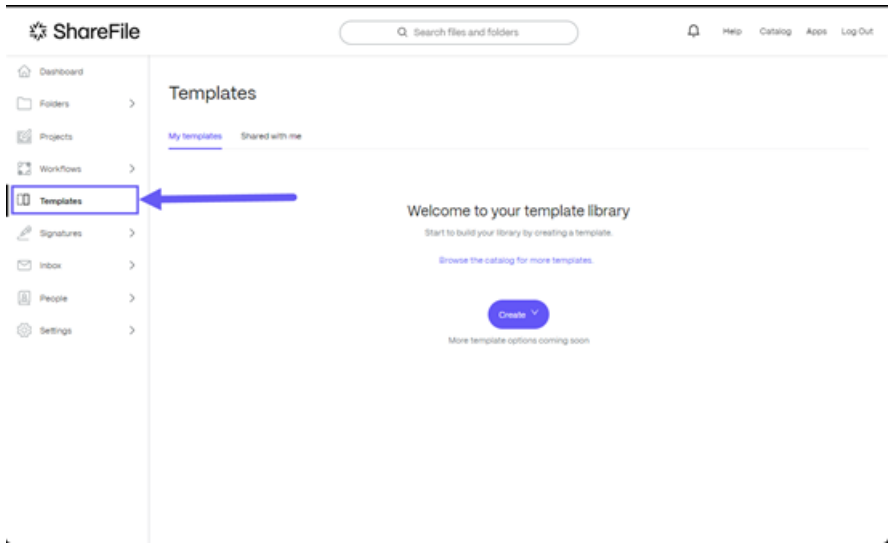 ShareFile
Search files and folders
Help Catalog Apps Log Out
Dashboard
Folders
Projects
Workflows
Templates
Signatures
Inbox
People
Settings
Templates
My templates Shared with me
Welcome to your template library
Start to build your library by creating a template.
Browse the catalog for more templates.
Create
More template options coming soon